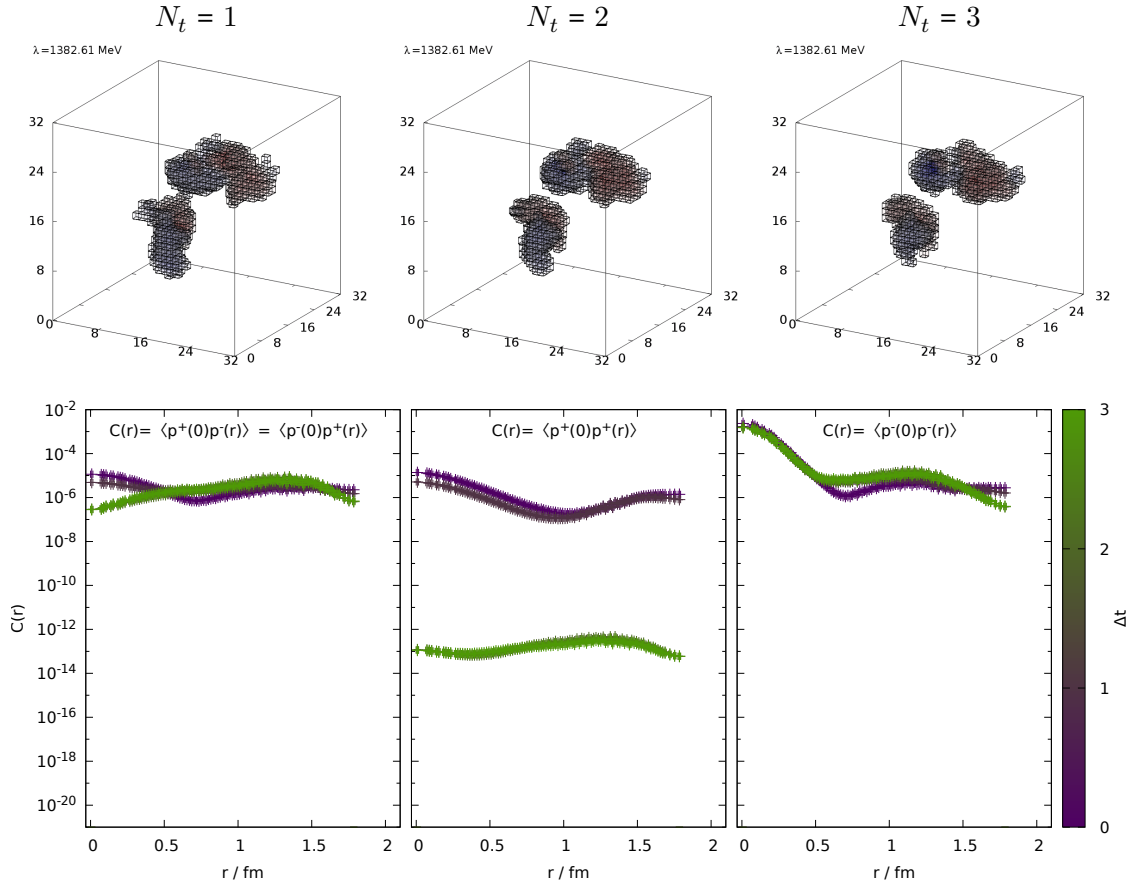 N_t = 1 N_t = 2 N_t = 3
λ=1382.61 MeV λ=1382.61 MeV λ=1382.61 MeV
32 32 32
24 24 24
16 16 16
8 8 8
0 0 0
8 8 8
16 16 16
24 24 24
32 32 32
0 0 0
8 8 8
16 16 16
24 24 24
32 32 32
C(r)= ⟨p⁺(0)p⁻(r)⟩ = ⟨p⁻(0)p⁺(r)⟩
C(r)= ⟨p⁺(0)p⁺(r)⟩
C(r)= ⟨p⁻(0)p⁻(r)⟩
10⁻²
10⁻⁴
10⁻⁶
10⁻⁸
10⁻¹⁰
10⁻¹²
10⁻¹⁴
10⁻¹⁶
10⁻¹⁸
10⁻²⁰
C(r)
0 0.5 1 1.5 2 0 0.5 1 1.5 2 0 0.5 1 1.5 2
r / fm r / fm r / fm
3
2
1
0
Δt